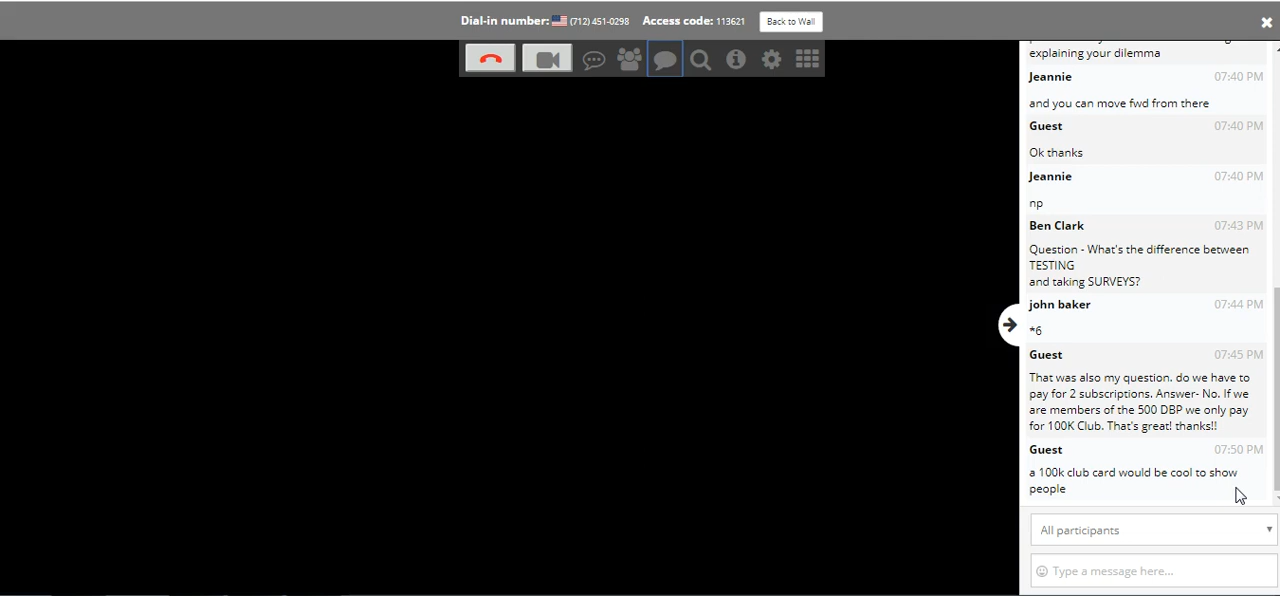 Dial-in number: (712) 451-0298 Access code: 113621 Back to Wall
explaining your dilemma
Jeannie 07:40 PM
and you can move fwd from there
Guest 07:40 PM
Ok thanks
Jeannie 07:40 PM
np
Ben Clark 07:43 PM
Question - What's the difference between
TESTING
and taking SURVEYS?
john baker 07:44 PM
*6
Guest 07:45 PM
That was also my question. do we have to
pay for 2 subscriptions. Answer- No. If we
are members of the 500 DBP we only pay
for 100K Club. That's great! thanks!!
Guest 07:50 PM
a 100k club card would be cool to show
people
All participants
Type a message here...